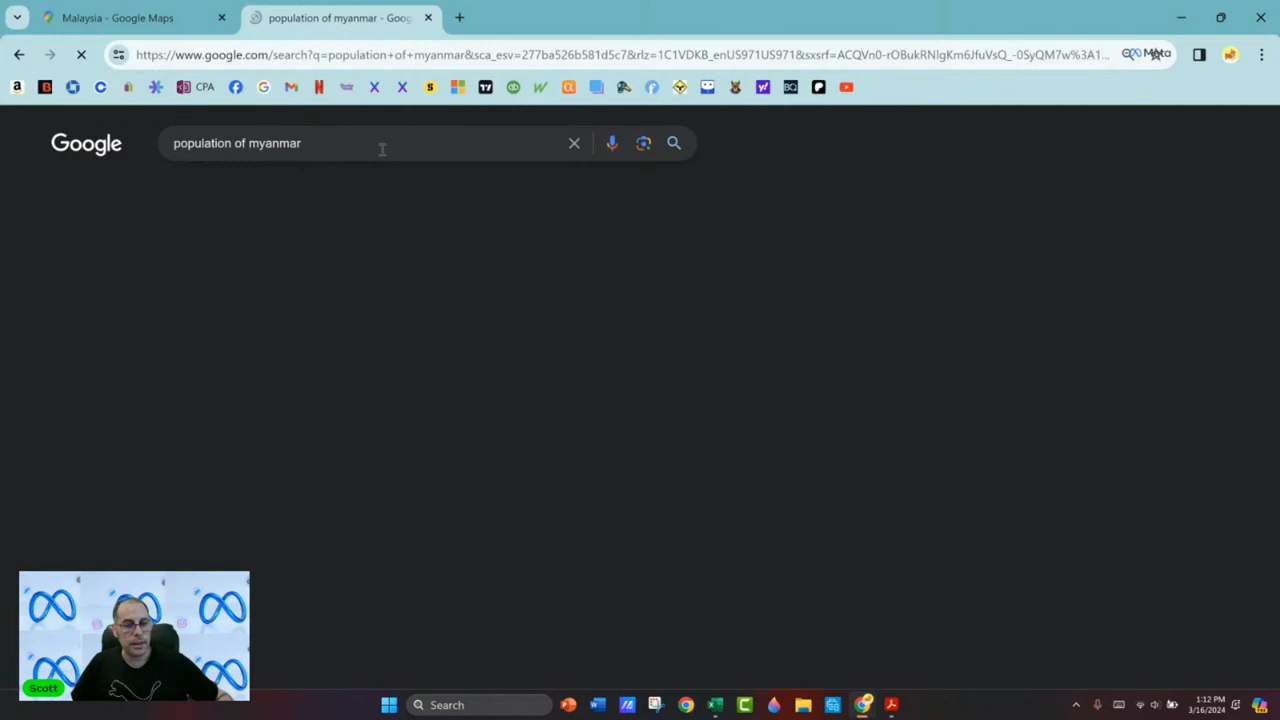 Malaysia - Google Maps
population of myanmar - Goog
https://www.google.com/search?q=population+of+myanmar&sca_esv=277ba526b581d5c7&rlz=1C1VDKB_enUS971US971&sxsrf=ACQVn0-rOBukRNlgKm6JfuVsQ_-0SyQM7w%3A1...
Meta
CPA
Google
population of myanmar
Scott
Search
1:12 PM
3/16/2024